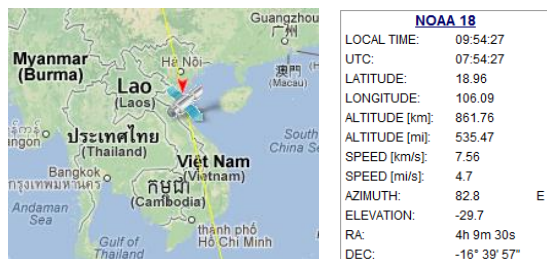 Guangzhou
广州
Myanmar
(Burma)
Hà Nội
澳門
(Macau)
Lao
(Laos)
ประเทศไทย
(Thailand)
South
China Se
Việt Nam
(Vietnam)
Bangkok
กรุงเทพมหานคร
កម្ពុជា
(Cambodia)
Andaman
Sea
thành phố
Hồ Chí Minh
Gulf of
Thailand
NOAA 18
LOCAL TIME: 09:54:27
UTC: 07:54:27
LATITUDE: 18.96
LONGITUDE: 106.09
ALTITUDE [km]: 861.76
ALTITUDE [mi]: 535.47
SPEED [km/s]: 7.56
SPEED [mi/s]: 4.7
AZIMUTH: 82.8 E
ELEVATION: -29.7
RA: 4h 9m 30s
DEC: -16° 39' 57"